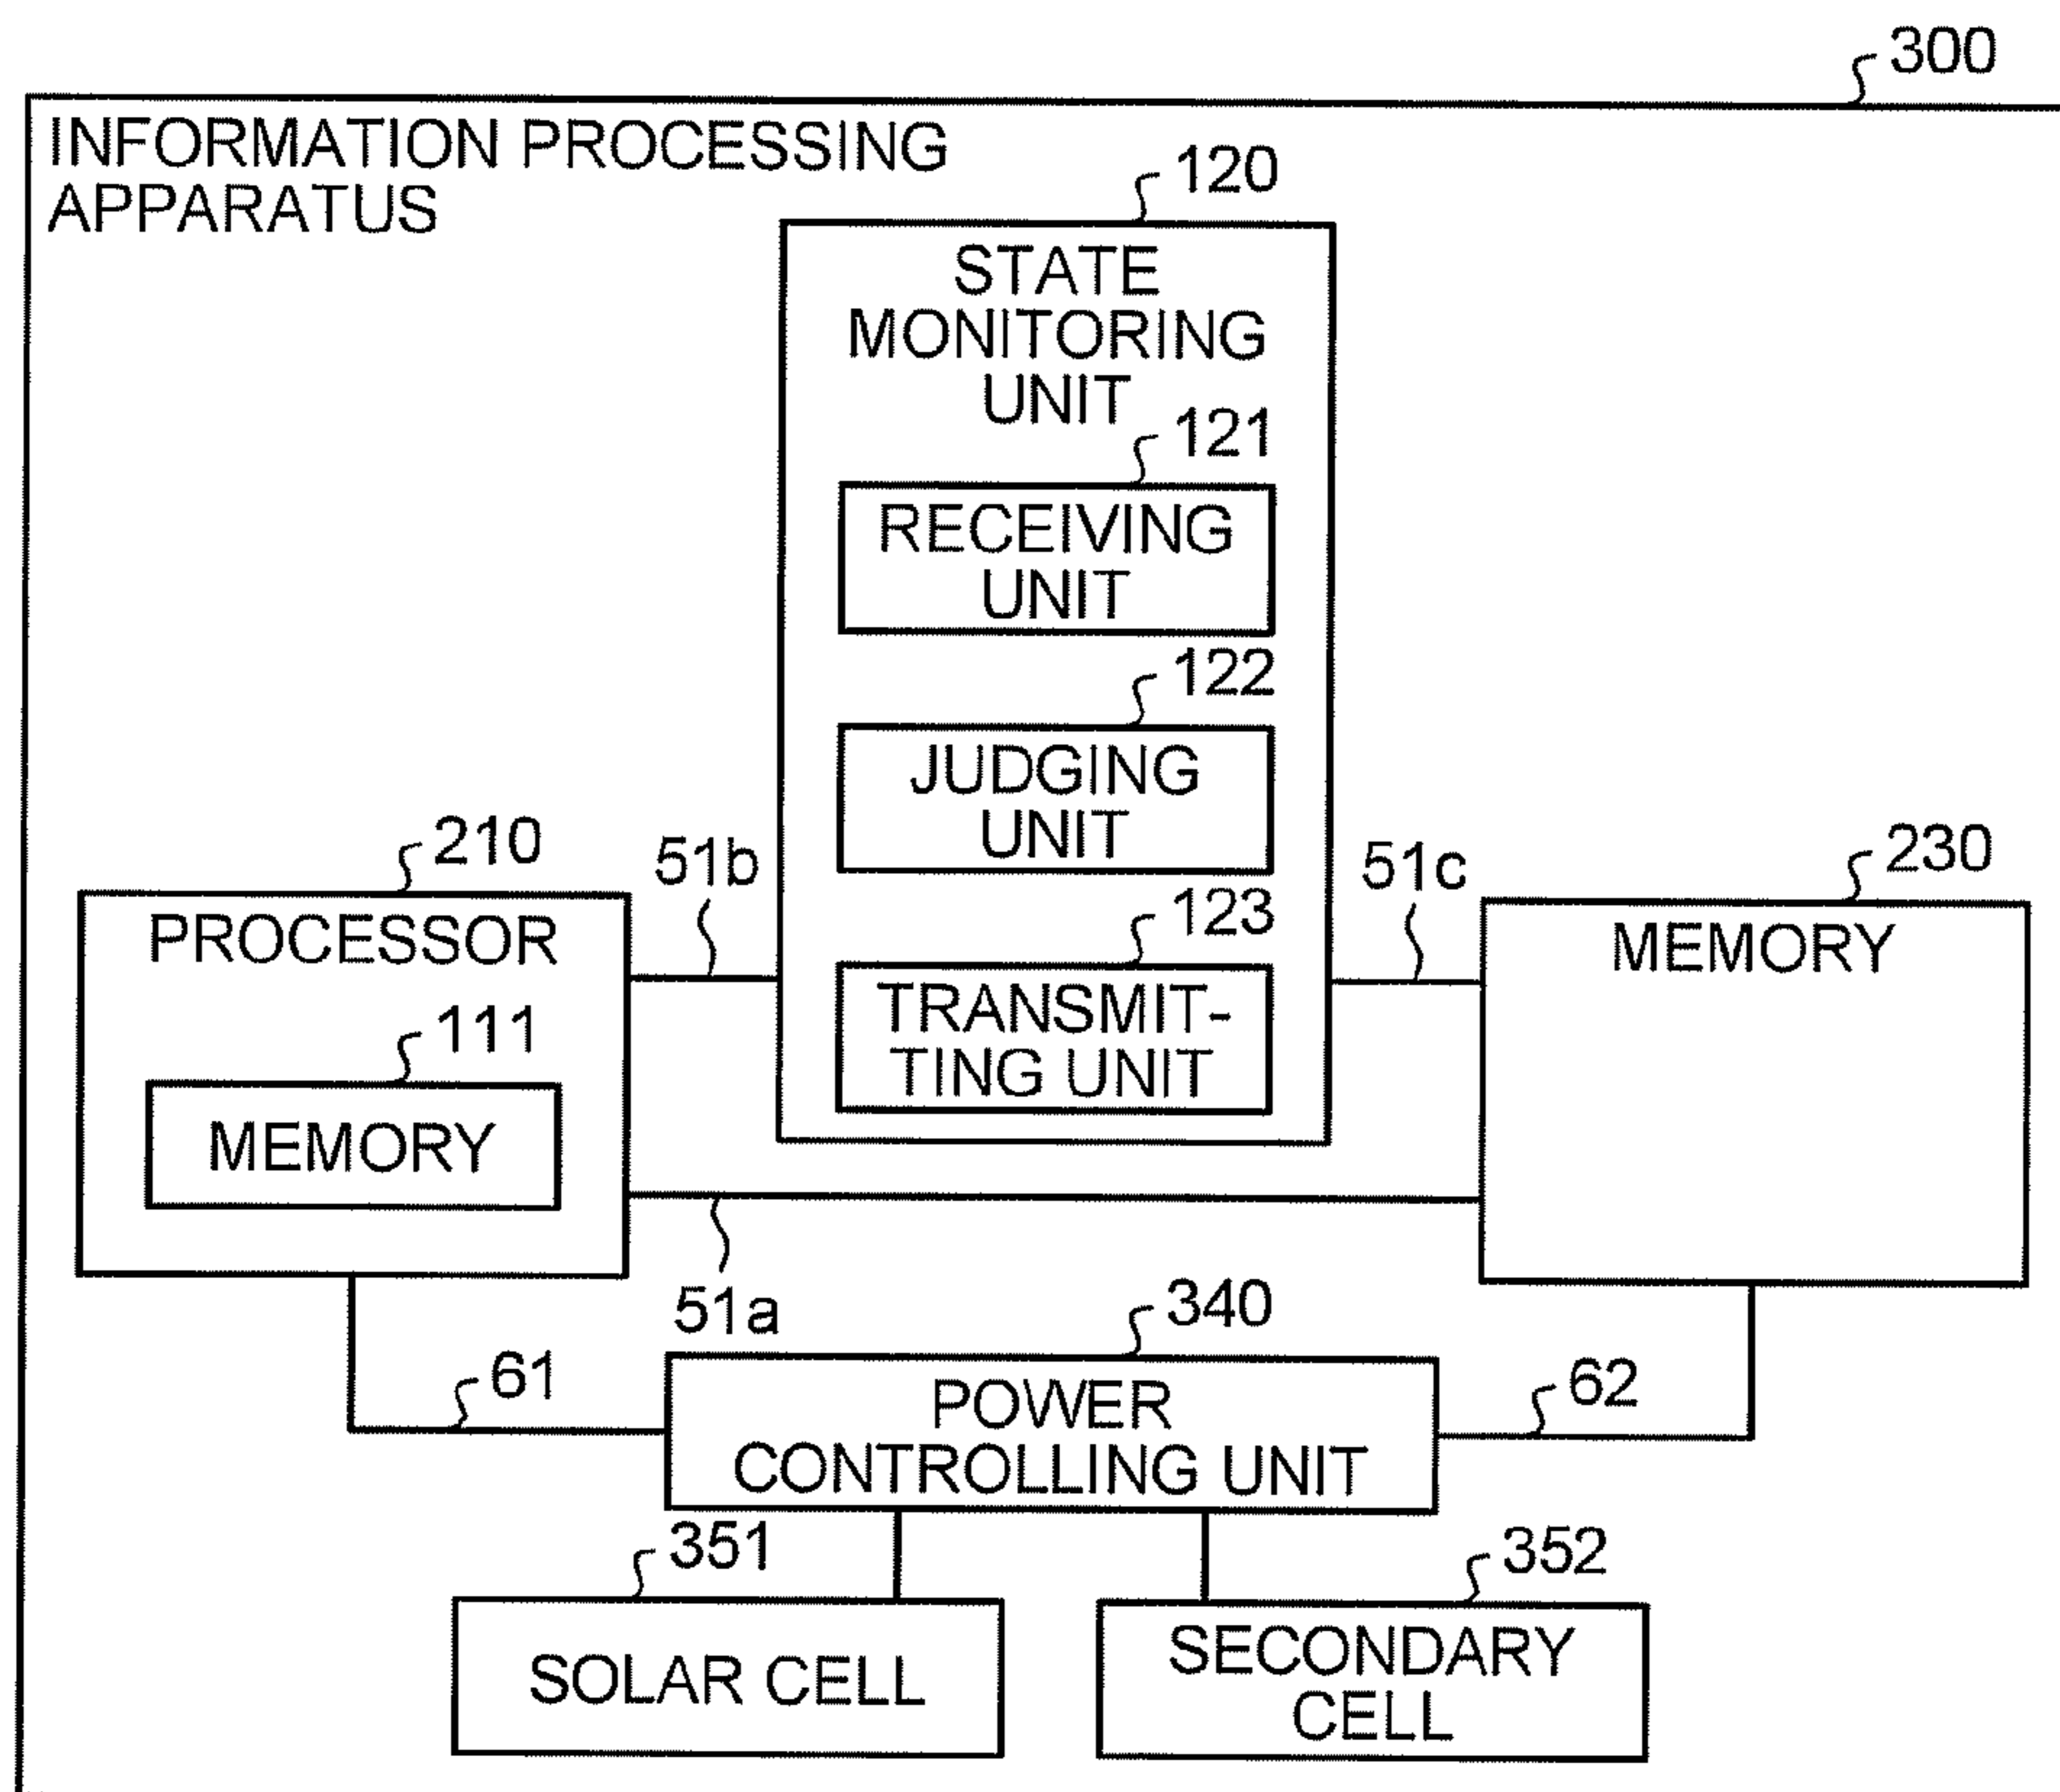 300
INFORMATION PROCESSING
APPARATUS
120
STATE
MONITORING
UNIT
121
RECEIVING
UNIT
122
JUDGING
UNIT
210
51b
51c
230
PROCESSOR
123
MEMORY
TRANSMIT-
TING UNIT
111
MEMORY
51a
340
61
62
POWER
CONTROLLING UNIT
351
352
SOLAR CELL
SECONDARY
CELL